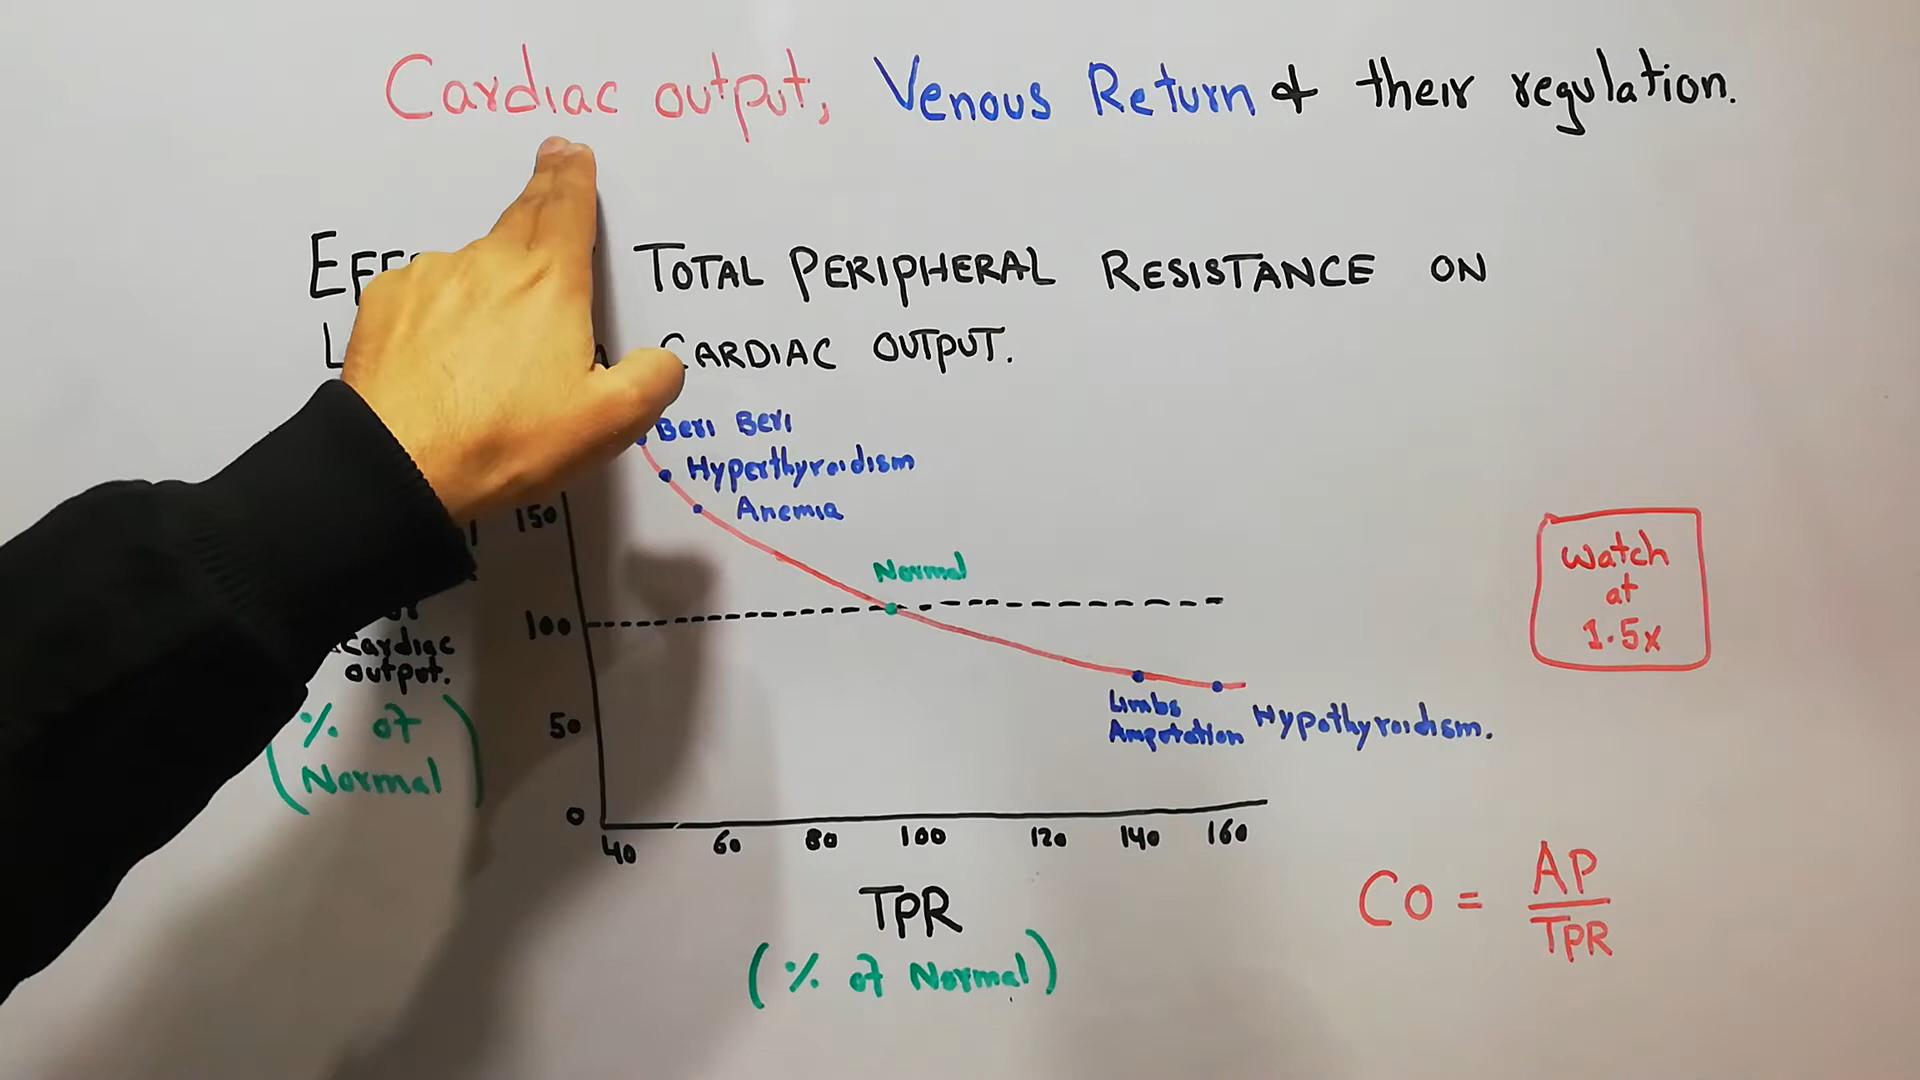 Cardiac output, Venous Return & their regulation.
TOTAL PERIPHERAL RESISTANCE ON
CARDIAC OUTPUT.
Beri Beri
Hyperthyroidism
Anemia
150
Normal
100
Cardiac
output.
(% of
Normal)
50
0
Limbs
Amputation
Hypothyroidism.
40 60 80 100 120 140 160
TPR
(% of Normal)
Watch
at
1.5x
CO = AP
TPR